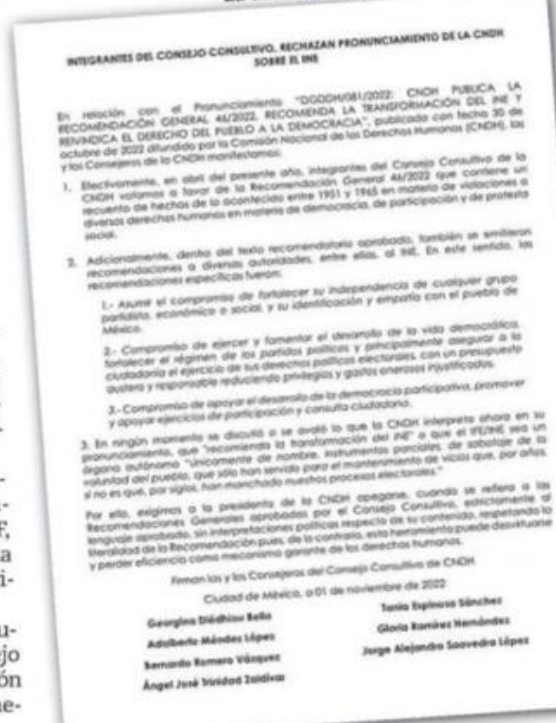 INTEGRANTES DEL CONSEJO CONSULTIVO, RECHAZAN PRONUNCIAMIENTO DE LA CNDH
SOBRE EL INE
En relación con el Pronunciamiento "DGDDH/081/2022: CNDH PUBLICA LA
RECOMENDACIÓN GENERAL 46/2022, RECOMIENDA LA TRANSFORMACIÓN DEL INE Y
REIVINDICA EL DERECHO DEL PUEBLO A LA DEMOCRACIA", publicada con fecha 30 de
octubre de 2022 difundido por la Comisión Nacional de los Derechos Humanos (CNDH), las
y los Consejeros de la CNDH manifestamos:
1. Efectivamente, en abril del presente año, integrantes del Consejo Consultivo de la
CNDH votamos a favor de la Recomendación General 46/2022 que contiene un
recuento de hechos de lo acontecido entre 1951 y 1965 en materia de violaciones a
diversos derechos humanos en materia de democracia, de participación y de protesta
social.
2. Adicionalmente, dentro del texto recomendatorio aprobado, también se emitieron
recomendaciones a diversas autoridades, entre ellas, al INE. En este sentido, las
recomendaciones específicas fueron:
1.- Asumir el compromiso de fortalecer su independencia de cualquier grupo
partidista, económico o social, y su identificación y empatía con el pueblo de
México.
2.- Compromiso de ejercer y fomentar el desarrollo de la vida democrática,
fortalecer el régimen de los partidos políticos y principalmente asegurar a la
ciudadanía el ejercicio de sus derechos políticos electorales, con un presupuesto
austero y responsable reduciendo privilegios y gastos onerosos injustificados.
3.- Compromiso de apoyar el desarrollo de la democracia participativa, promover
y apoyar ejercicios de participación y consulta ciudadana.
3. En ningún momento se discutió o se avaló lo que la CNDH interpreta ahora en su
pronunciamiento, que "recomienda la transformación del INE" o que el IFE/INE sea un
órgano autónomo "únicamente de nombre, instrumentos parciales, de sabotaje de la
voluntad del pueblo, que sólo han servido para el mantenimiento de vicios que, por años,
si no es que, por siglos, han manchado nuestros procesos electorales."
Por ello, exigimos a la presidenta de la CNDH apegarse, cuando se refiera a las
Recomendaciones Generales aprobadas por el Consejo Consultivo, estrictamente al
lenguaje aprobado, sin interpretaciones políticas respecto de su contenido, respetando la
literalidad de la Recomendación pues, de lo contrario, esta herramienta puede desvirtuarse
y perder eficiencia como mecanismo garante de los derechos humanos.
Firman las y los Consejeros del Consejo Consultivo de CNDH
Ciudad de México, a 01 de noviembre de 2022
Georgina Diédhiou Bello
Tania Espinosa Sánchez
Adalberto Méndez López
Gloria Ramírez Hernández
Bernardo Romero Vázquez
Jorge Alejandro Saavedra López
Ángel José Trinidad Zaldívar